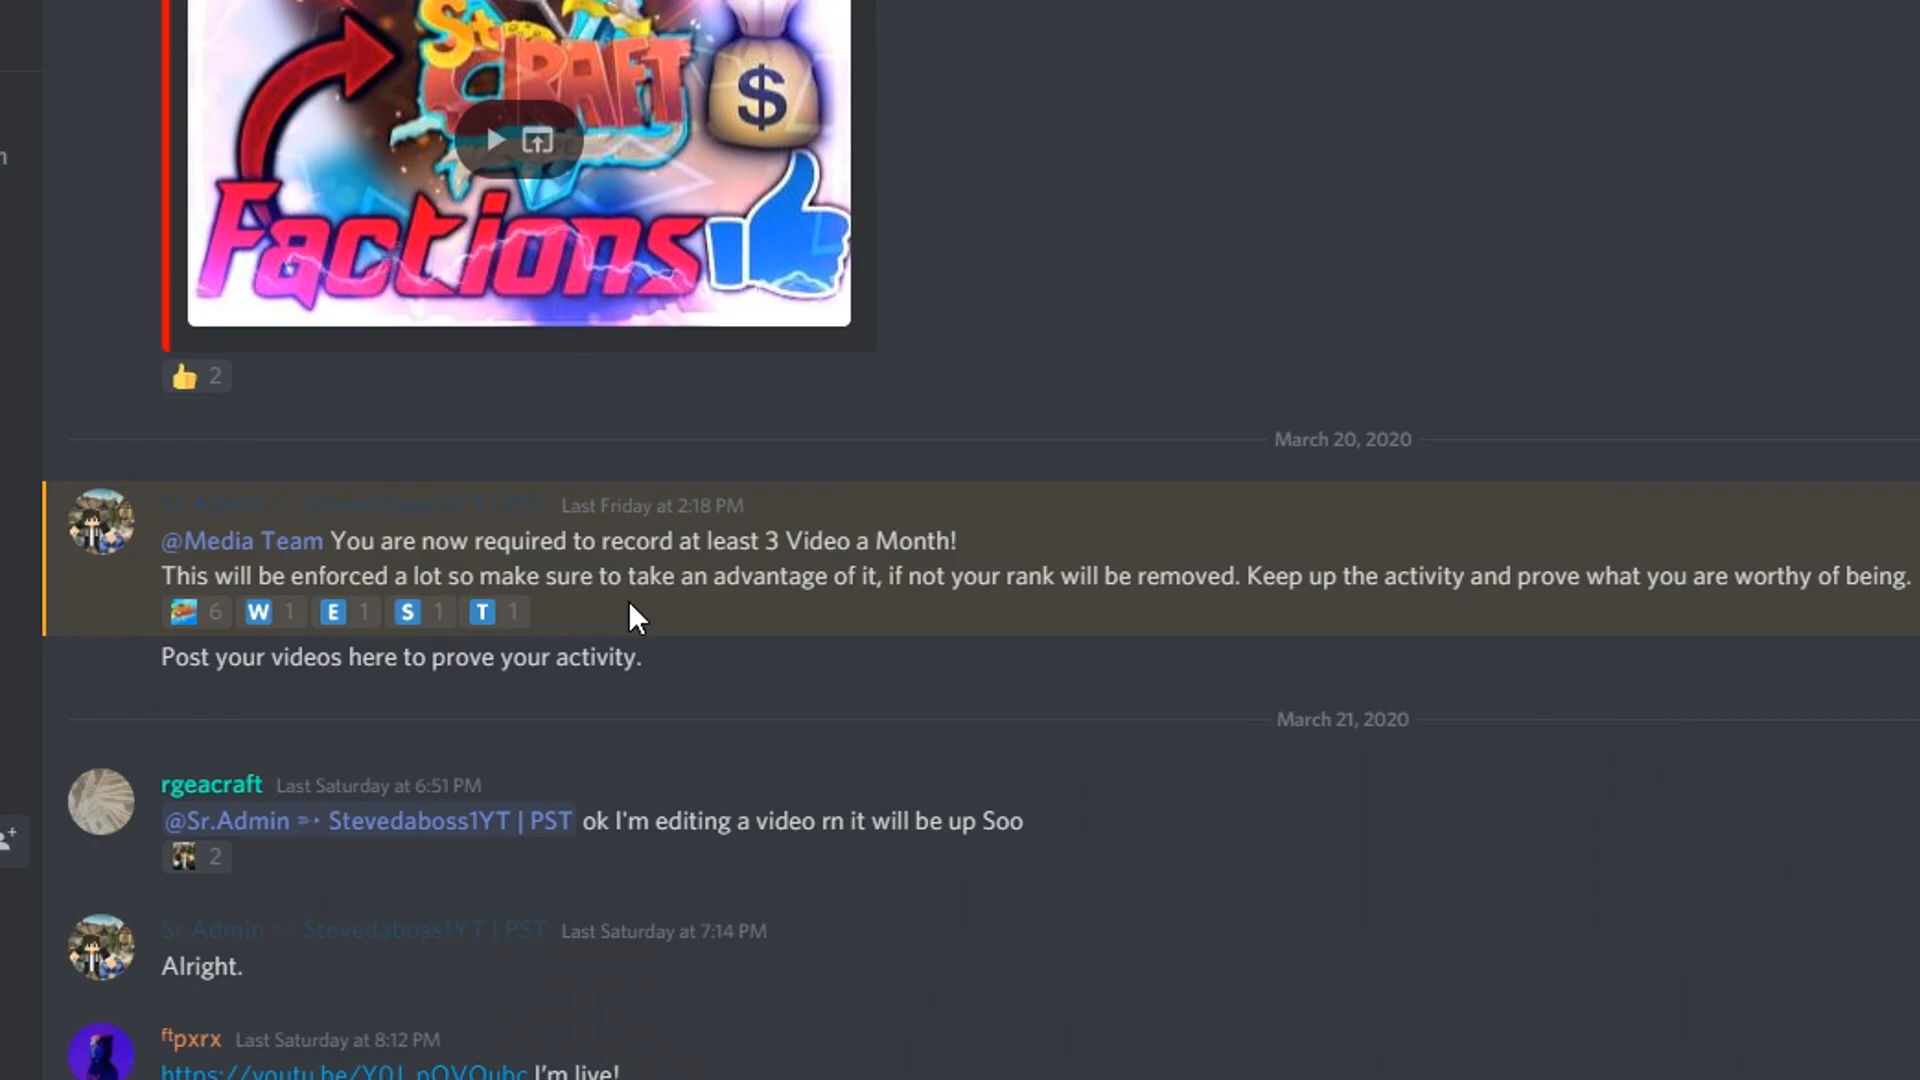 CRAFT
$
Factions
2
March 20, 2020
Sr.Admin =‣ Stevedaboss1YT | PST Last Friday at 2:18 PM
@Media Team You are now required to record at least 3 Video a Month!
This will be enforced a lot so make sure to take an advantage of it, if not your rank will be removed. Keep up the activity and prove what you are worthy of being.
6 W 1 E 1 S 1 T 1
Post your videos here to prove your activity.
March 21, 2020
rgeacraft Last Saturday at 6:51 PM
@Sr.Admin =‣ Stevedaboss1YT | PST ok I'm editing a video rn it will be up Soo
2
Sr.Admin =‣ Stevedaboss1YT | PST Last Saturday at 7:14 PM
Alright.
ftpxrx Last Saturday at 8:12 PM
I'm live!